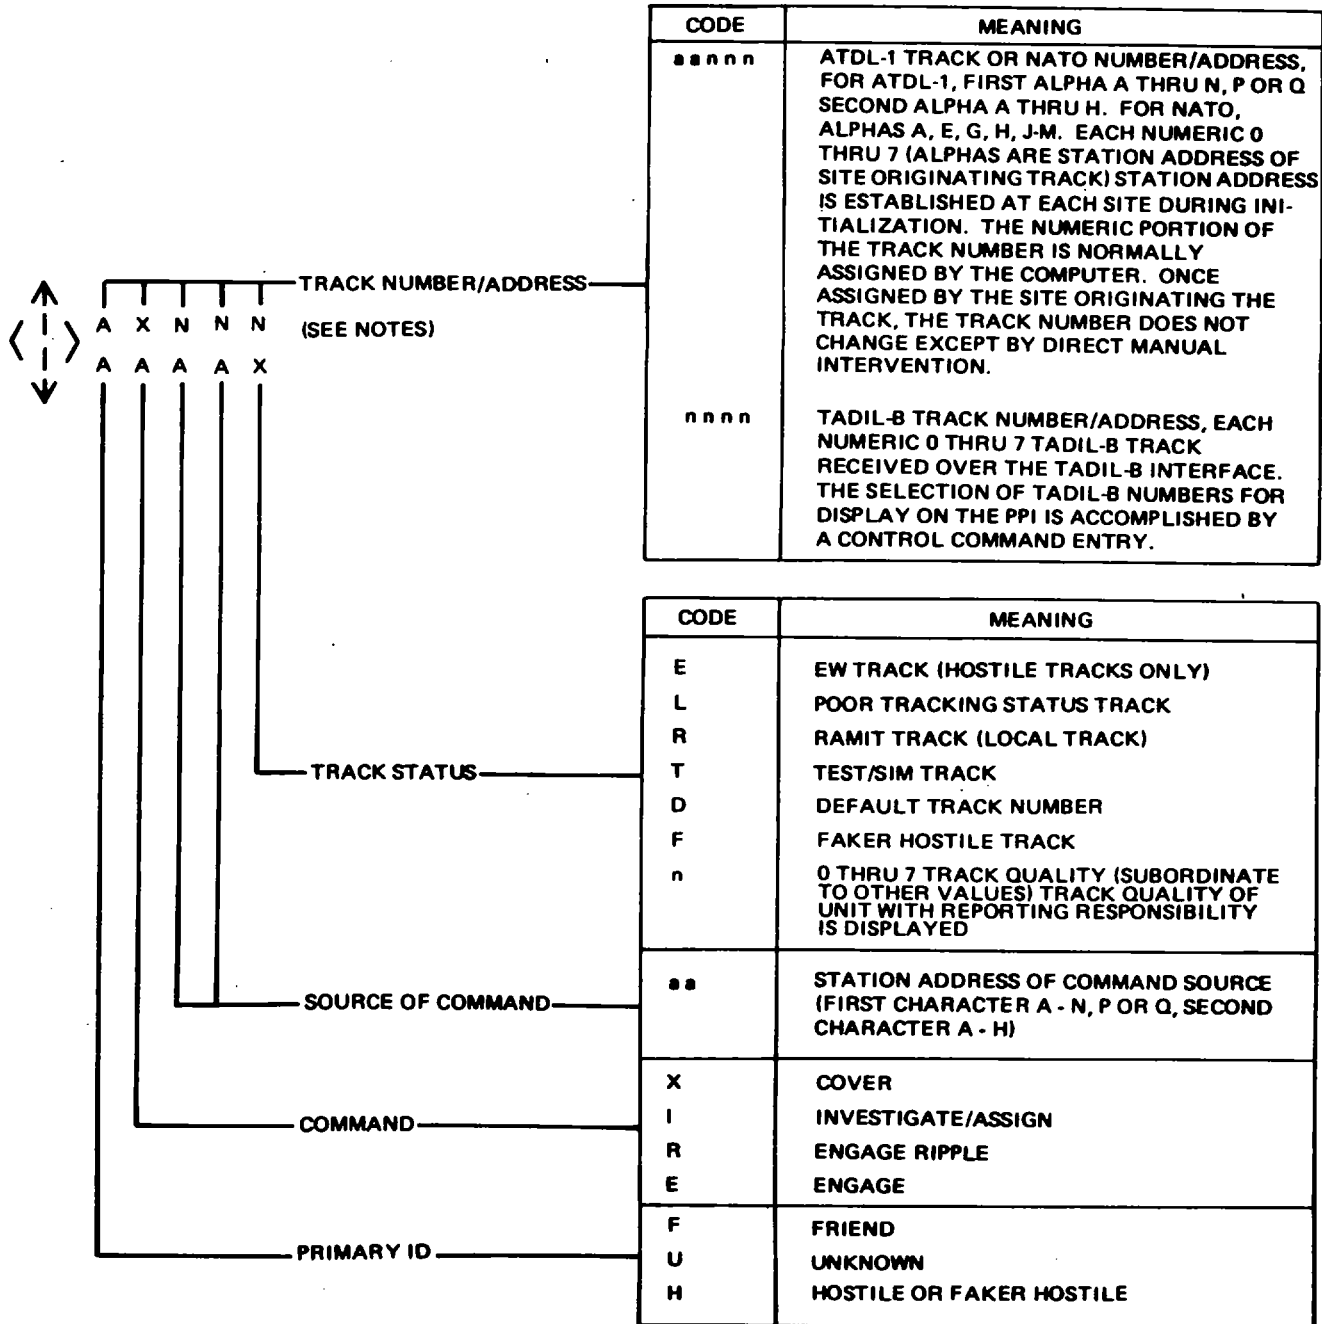 CODE MEANING
aannn ATDL-1 TRACK OR NATO NUMBER/ADDRESS,
FOR ATDL-1, FIRST ALPHA A THRU N, P OR Q
SECOND ALPHA A THRU H. FOR NATO,
ALPHAS A, E, G, H, J-M. EACH NUMERIC 0
THRU 7 (ALPHAS ARE STATION ADDRESS OF
SITE ORIGINATING TRACK) STATION ADDRESS
IS ESTABLISHED AT EACH SITE DURING INI-
TIALIZATION. THE NUMERIC PORTION OF
THE TRACK NUMBER IS NORMALLY
ASSIGNED BY THE COMPUTER. ONCE
ASSIGNED BY THE SITE ORIGINATING THE
TRACK, THE TRACK NUMBER DOES NOT
CHANGE EXCEPT BY DIRECT MANUAL
INTERVENTION.
nnnn TADIL-B TRACK NUMBER/ADDRESS, EACH
NUMERIC 0 THRU 7 TADIL-B TRACK
RECEIVED OVER THE TADIL-B INTERFACE.
THE SELECTION OF TADIL-B NUMBERS FOR
DISPLAY ON THE PPI IS ACCOMPLISHED BY
A CONTROL COMMAND ENTRY.
TRACK NUMBER/ADDRESS
A X N N N (SEE NOTES)
A A A A X
CODE MEANING
E EW TRACK (HOSTILE TRACKS ONLY)
L POOR TRACKING STATUS TRACK
R RAMIT TRACK (LOCAL TRACK)
TRACK STATUS T TEST/SIM TRACK
D DEFAULT TRACK NUMBER
F FAKER HOSTILE TRACK
n 0 THRU 7 TRACK QUALITY (SUBORDINATE
TO OTHER VALUES) TRACK QUALITY OF
UNIT WITH REPORTING RESPONSIBILITY
IS DISPLAYED
SOURCE OF COMMAND aa STATION ADDRESS OF COMMAND SOURCE
(FIRST CHARACTER A - N, P OR Q, SECOND
CHARACTER A - H)
X COVER
COMMAND I INVESTIGATE/ASSIGN
R ENGAGE RIPPLE
E ENGAGE
F FRIEND
PRIMARY ID U UNKNOWN
H HOSTILE OR FAKER HOSTILE